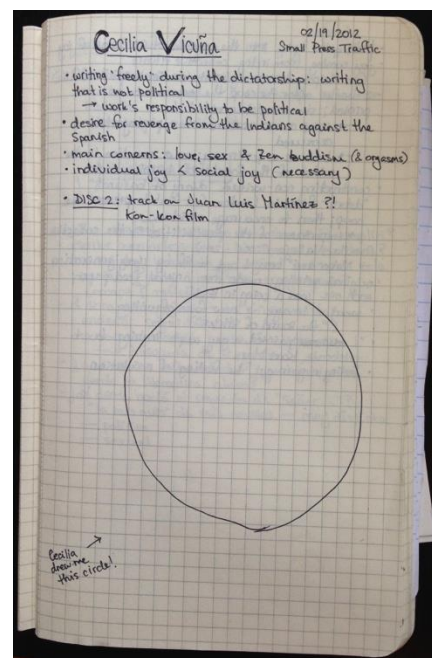 Cecilia Vicuña
02/19/2012
Small Press Traffic
• writing "freely" during the dictatorship: writing
that is not political
→ work's responsibility to be political
• desire for revenge from the Indians against the
Spanish
• main concerns: love, sex & Zen buddism (& orgasms)
• individual joy < social joy (necessary)
• DISC 2: track on Juan Luis Martínez ?!
Kon-Kon film
Cecilia
drew me
this circle!